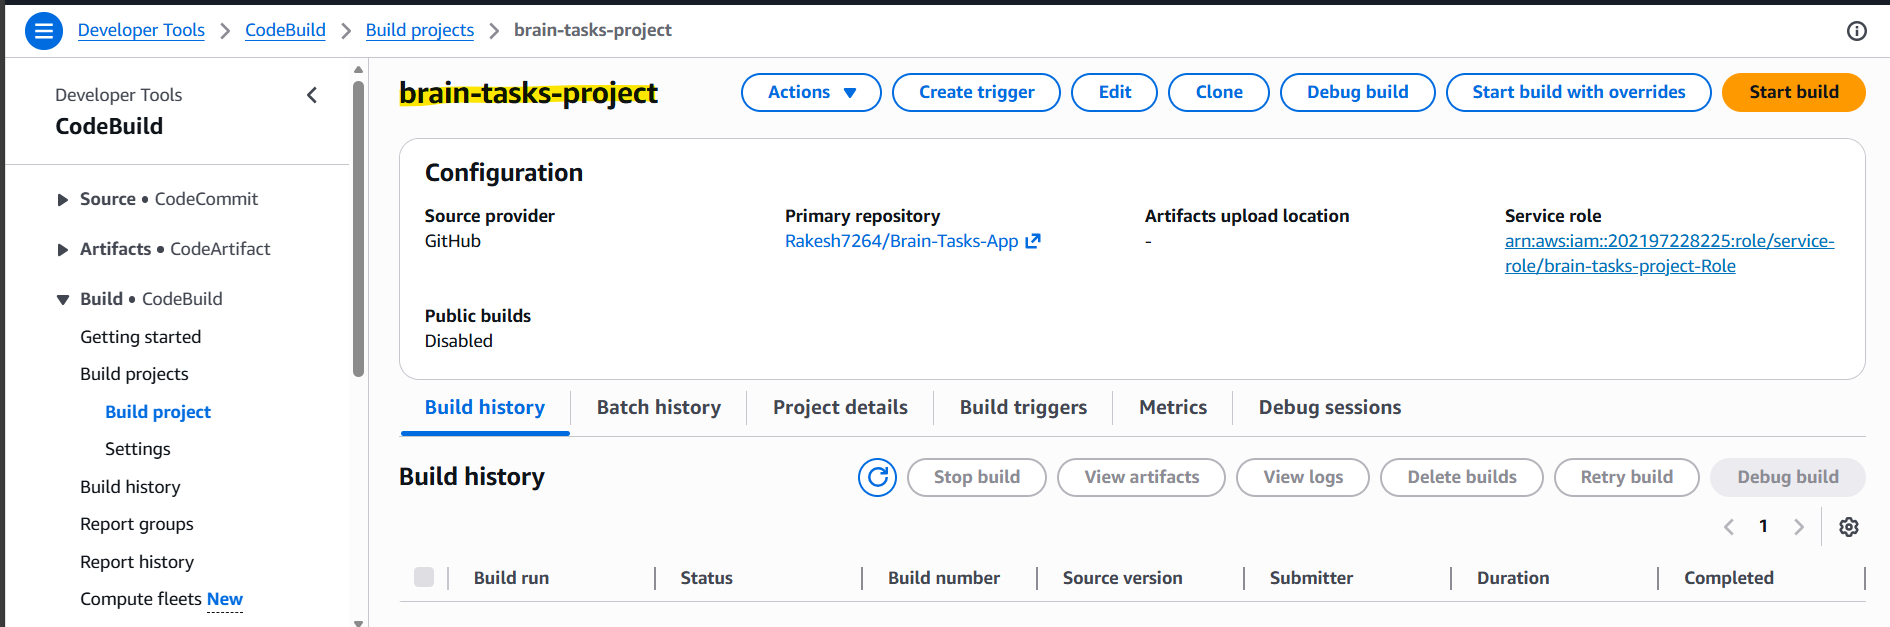 Developer Tools > CodeBuild > Build projects > brain-tasks-project
Developer Tools
CodeBuild
Source • CodeCommit
Artifacts • CodeArtifact
Build • CodeBuild
Getting started
Build projects
Build project
Settings
Build history
Report groups
Report history
Compute fleets New
brain-tasks-project
Actions Create trigger Edit Clone Debug build Start build with overrides Start build
Configuration
Source provider
GitHub
Primary repository
Rakesh7264/Brain-Tasks-App
Artifacts upload location
-
Service role
arn:aws:iam::202197228225:role/service-
role/brain-tasks-project-Role
Public builds
Disabled
Build history Batch history Project details Build triggers Metrics Debug sessions
Build history Stop build View artifacts View logs Delete builds Retry build Debug build
1
Build run Status Build number Source version Submitter Duration Completed